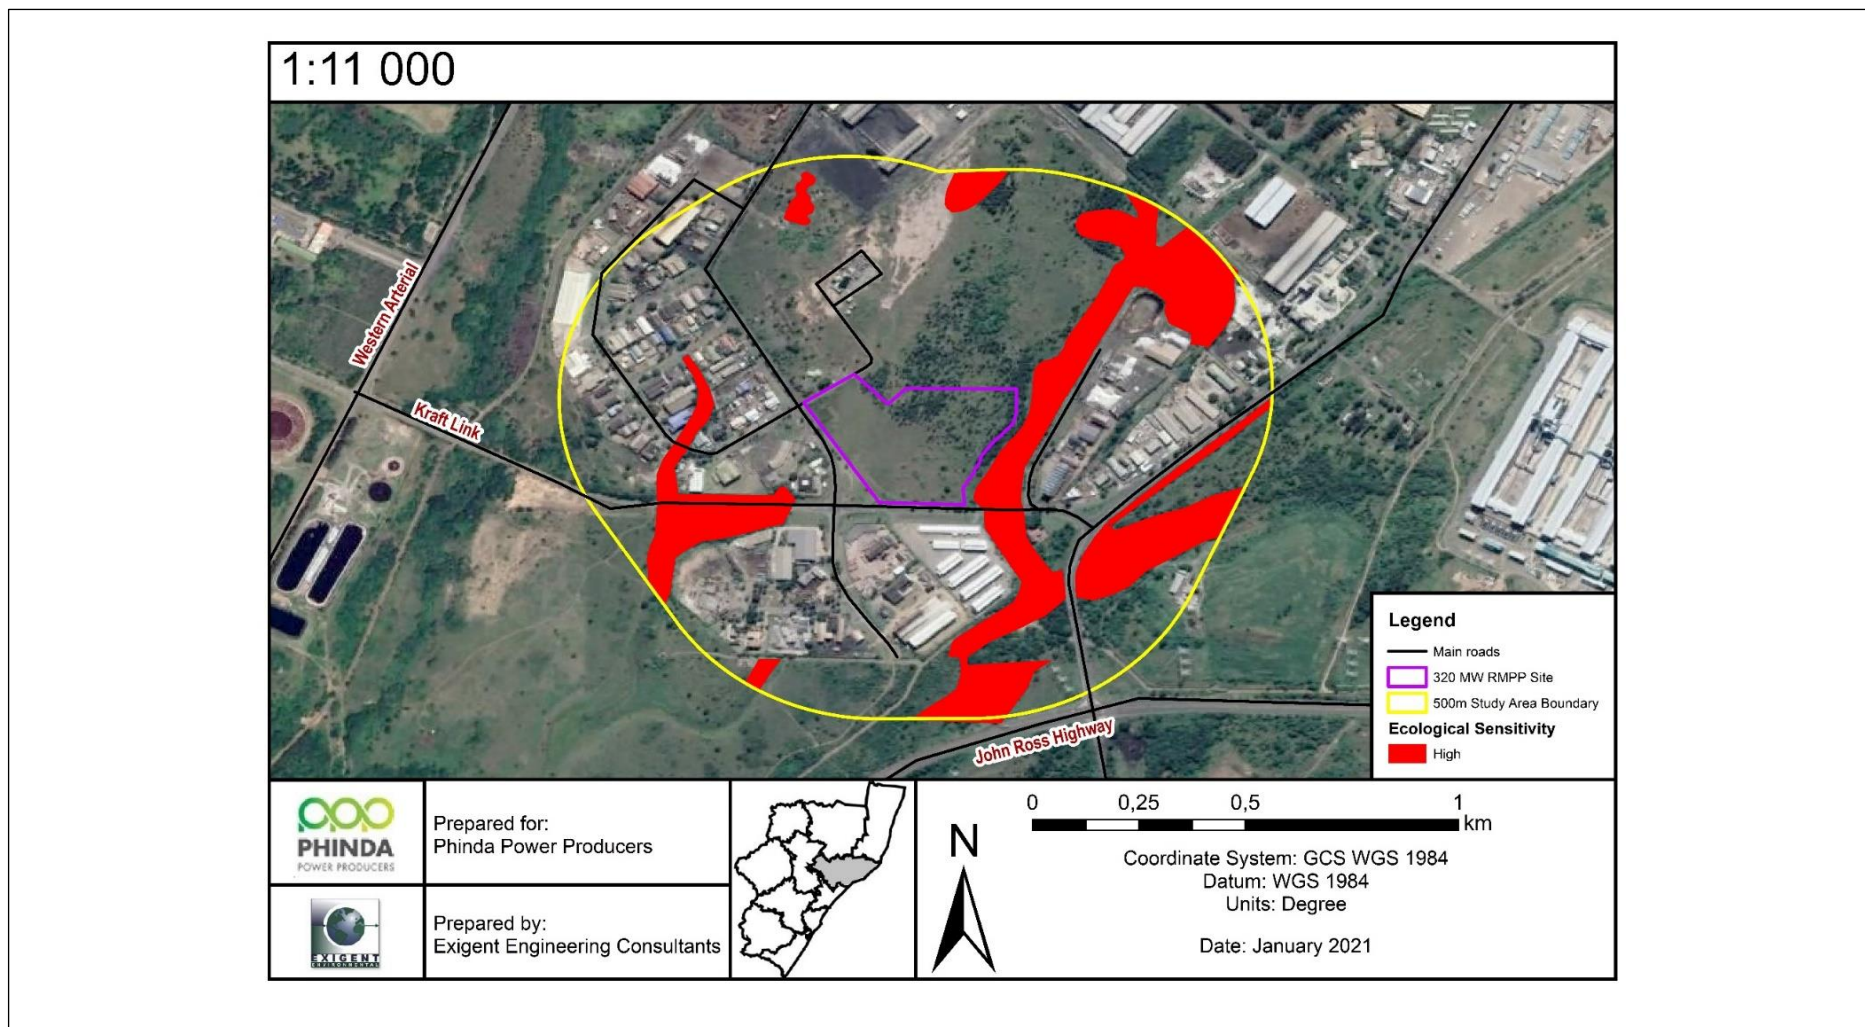 1:11 000
Western Arterial
Kraft Link
John Ross Highway
Legend
Main roads
320 MW RMPP Site
500m Study Area Boundary
Ecological Sensitivity
High
PHINDA
POWER PRODUCERS
Prepared for:
Phinda Power Producers
EXIGENT
ENVIRONMENTAL
Prepared by:
Exigent Engineering Consultants
N
0 0,25 0,5 1
km
Coordinate System: GCS WGS 1984
Datum: WGS 1984
Units: Degree
Date: January 2021